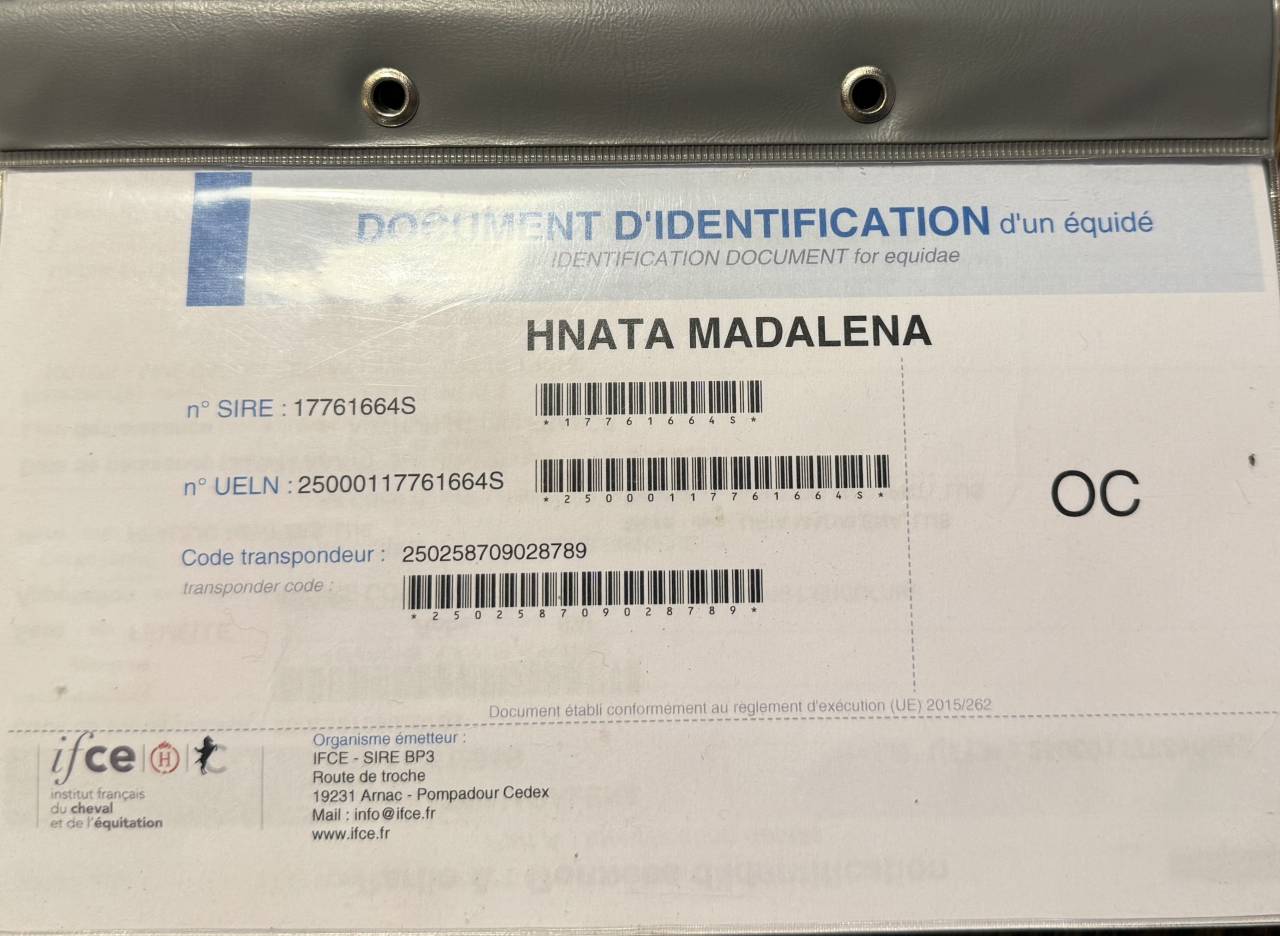 DOCUMENT D'IDENTIFICATION d'un équidé
IDENTIFICATION DOCUMENT for equidae
HNATA MADALENA
n° SIRE : 17761664S
*17761664S*
n° UELN : 25000117761664S
*25000117761664S*
OC
Code transpondeur : 250258709028789
transponder code :
*250258709028789*
Document établi conformément au règlement d'exécution (UE) 2015/262
ifce H
institut français
du cheval
et de l'équitation
Organisme émetteur :
IFCE - SIRE BP3
Route de troche
19231 Arnac - Pompadour Cedex
Mail : info@ifce.fr
www.ifce.fr